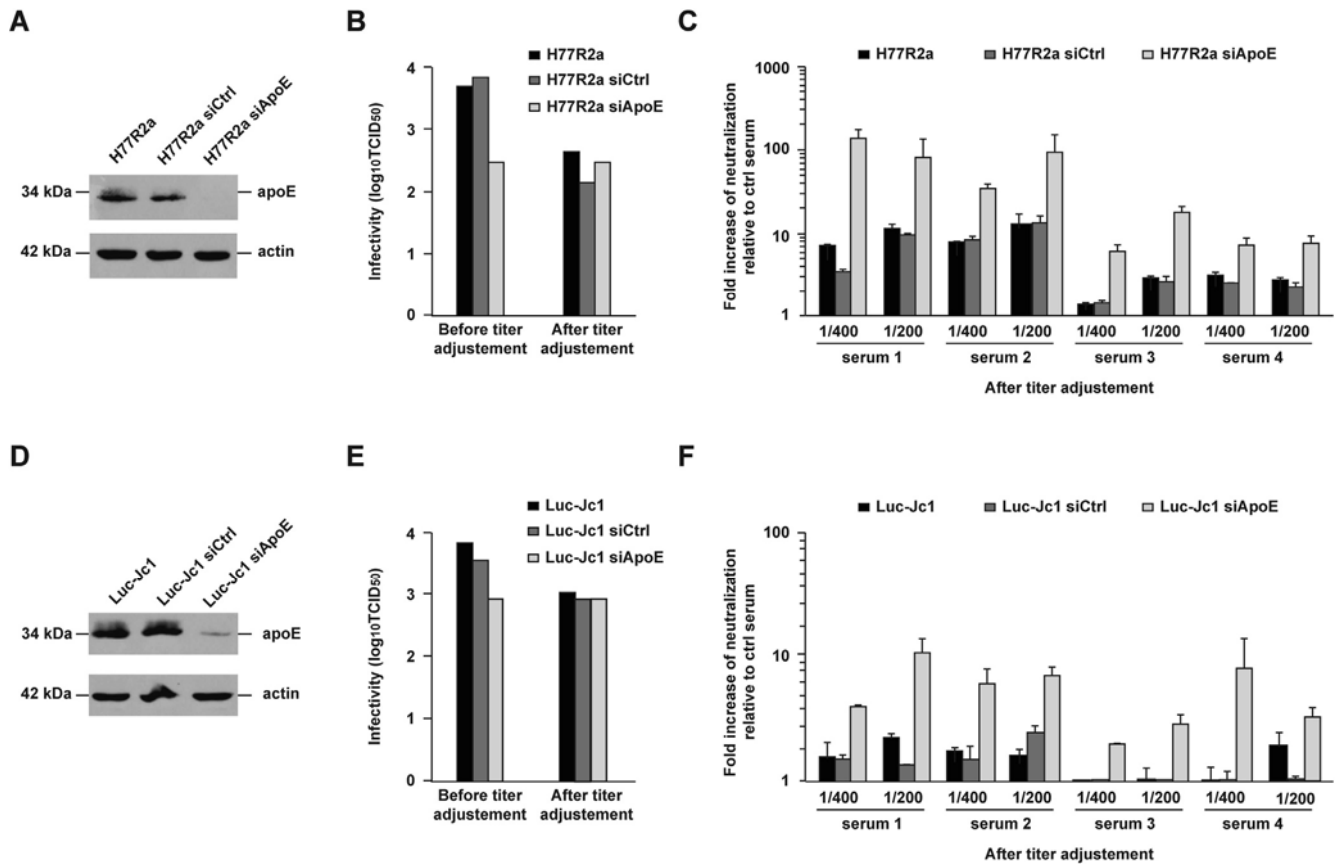 A
H77R2a
H77R2a siCtrl
H77R2a siApoE
34 kDa
apoE
42 kDa
actin
B
H77R2a
H77R2a siCtrl
H77R2a siApoE
Infectivity (log10TCID50)
4
3
2
1
0
Before titer
adjustement
After titer
adjustement
C
H77R2a
H77R2a siCtrl
H77R2a siApoE
Fold increase of neutralization
relative to ctrl serum
1000
100
10
1
1/400 1/200 1/400 1/200 1/400 1/200 1/400 1/200
serum 1 serum 2 serum 3 serum 4
After titer adjustement
D
Luc-Jc1
Luc-Jc1 siCtrl
Luc-Jc1 siApoE
34 kDa
apoE
42 kDa
actin
E
Luc-Jc1
Luc-Jc1 siCtrl
Luc-Jc1 siApoE
Infectivity (log10TCID50)
4
3
2
1
0
Before titer
adjustement
After titer
adjustement
F
Luc-Jc1
Luc-Jc1 siCtrl
Luc-Jc1 siApoE
Fold increase of neutralization
relative to ctrl serum
100
10
1
1/400 1/200 1/400 1/200 1/400 1/200 1/400 1/200
serum 1 serum 2 serum 3 serum 4
After titer adjustement